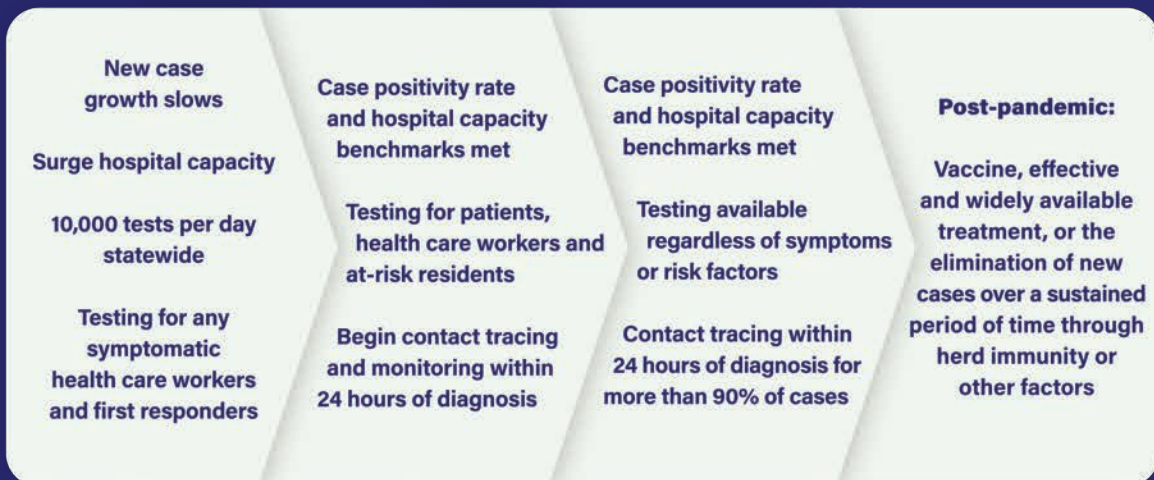 New case
growth slows
Surge hospital capacity
10,000 tests per day
statewide
Testing for any
symptomatic
health care workers
and first responders
Case positivity rate
and hospital capacity
benchmarks met
Testing for patients,
health care workers and
at-risk residents
Begin contact tracing
and monitoring within
24 hours of diagnosis
Case positivity rate
and hospital capacity
benchmarks met
Testing available
regardless of symptoms
or risk factors
Contact tracing within
24 hours of diagnosis for
more than 90% of cases
Post-pandemic:
Vaccine, effective
and widely available
treatment, or the
elimination of new
cases over a sustained
period of time through
herd immunity or
other factors